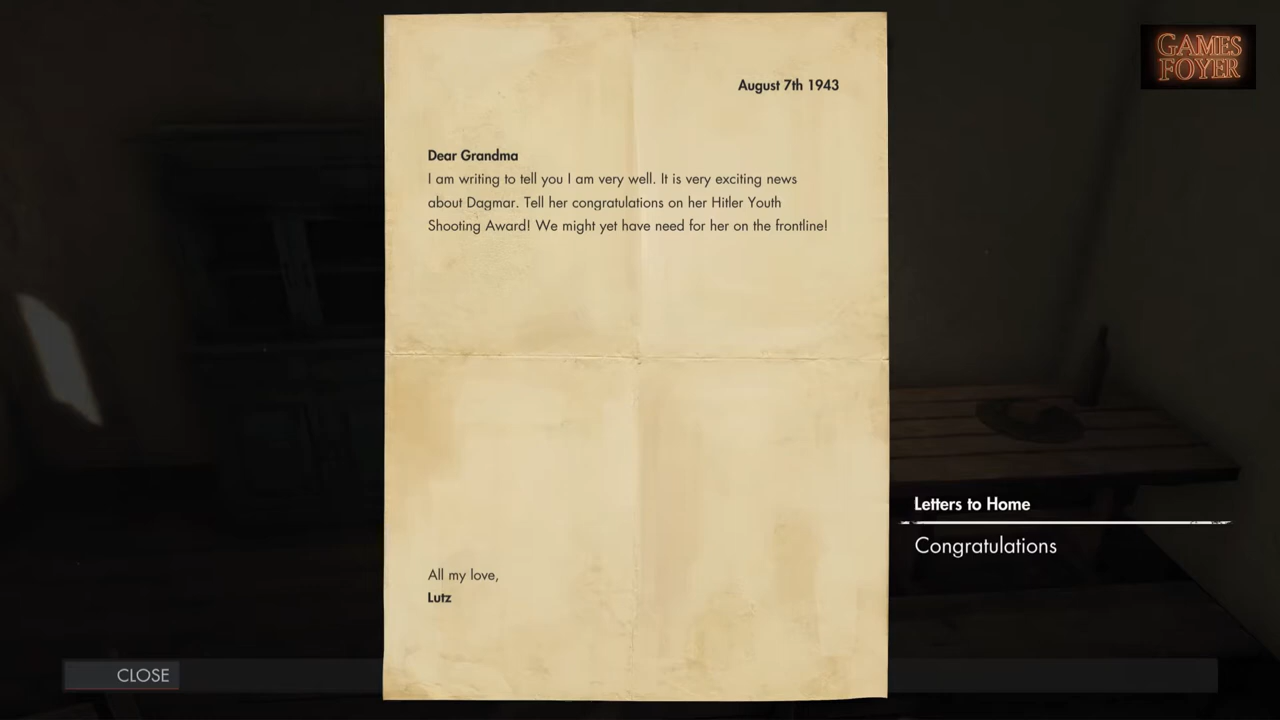 GAMES
FOYER
August 7th 1943
Dear Grandma
I am writing to tell you I am very well. It is very exciting news
about Dagmar. Tell her congratulations on her Hitler Youth
Shooting Award! We might yet have need for her on the frontline!
Letters to Home
Congratulations
All my love,
Lutz
CLOSE